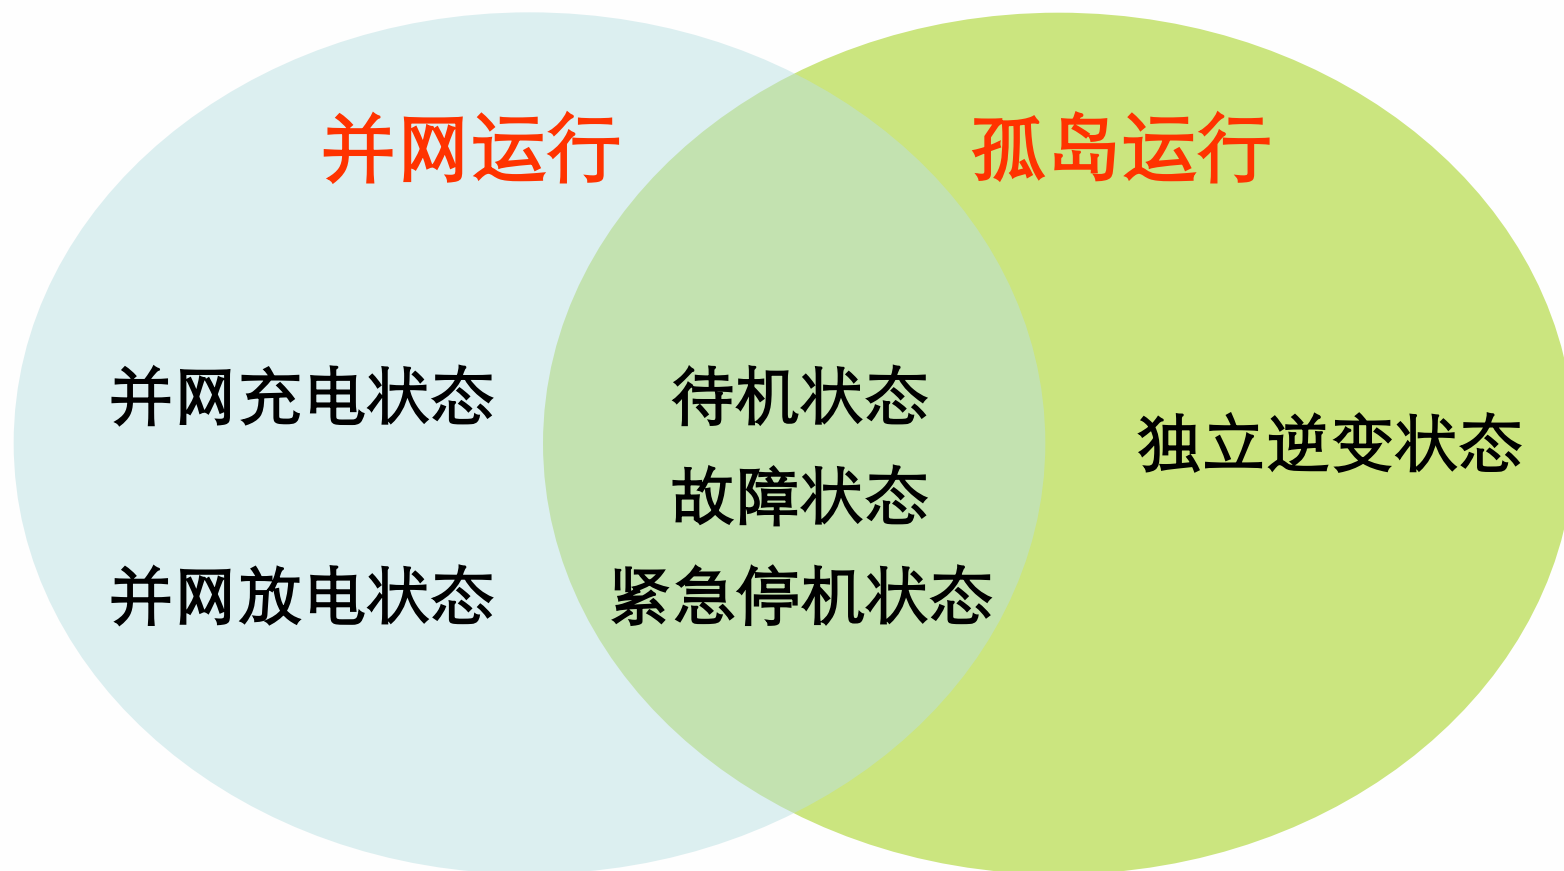 并网运行
孤岛运行
并网充电状态
并网放电状态
待机状态
故障状态
紧急停机状态
独立逆变状态